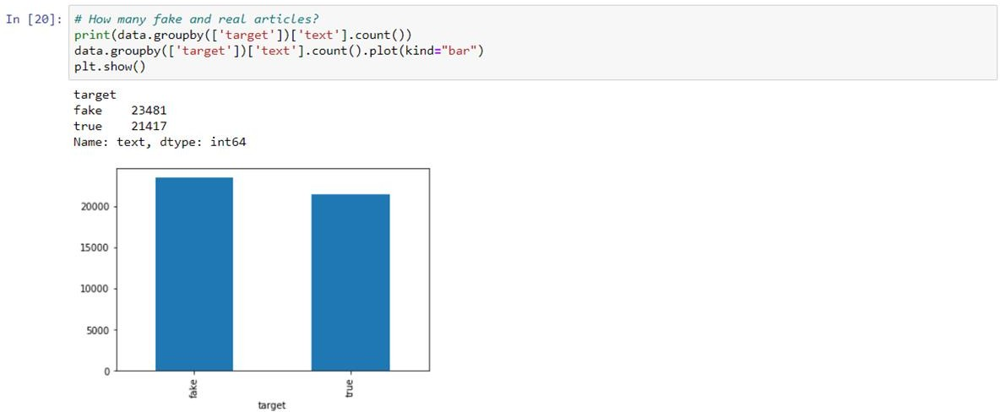 In [20]: # How many fake and real articles?
print(data.groupby(['target'])['text'].count())
data.groupby(['target'])['text'].count().plot(kind="bar")
plt.show()
target
fake    23481
true    21417
Name: text, dtype: int64
20000
15000
10000
5000
0
fake
true
target